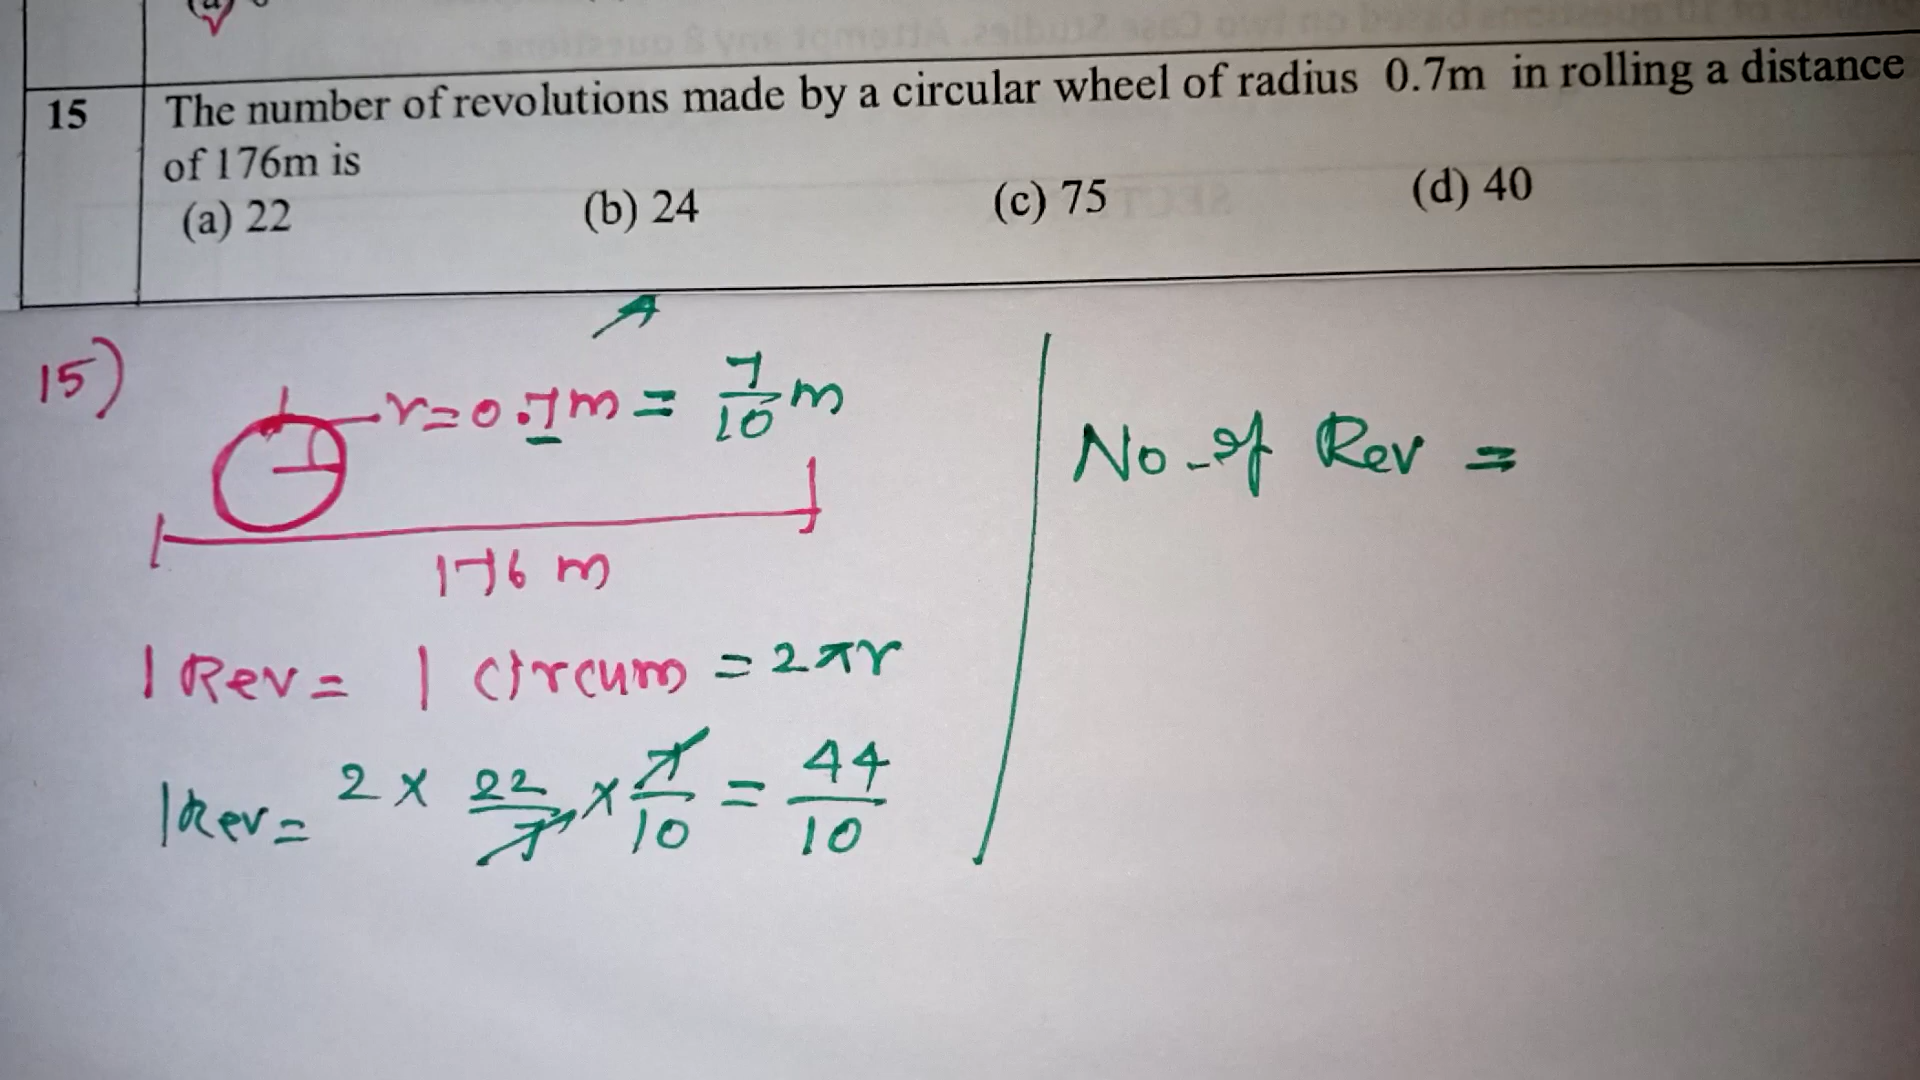 15 The number of revolutions made by a circular wheel of radius 0.7m in rolling a distance
of 176m is
(a) 22 (b) 24 (c) 75 (d) 40
15)
r=0.7m = 7/10 m
176 m
No. of Rev =
1 Rev = 1 circum = 2πr
1 Rev = 2 × 22/7 × 7/10 = 44/10